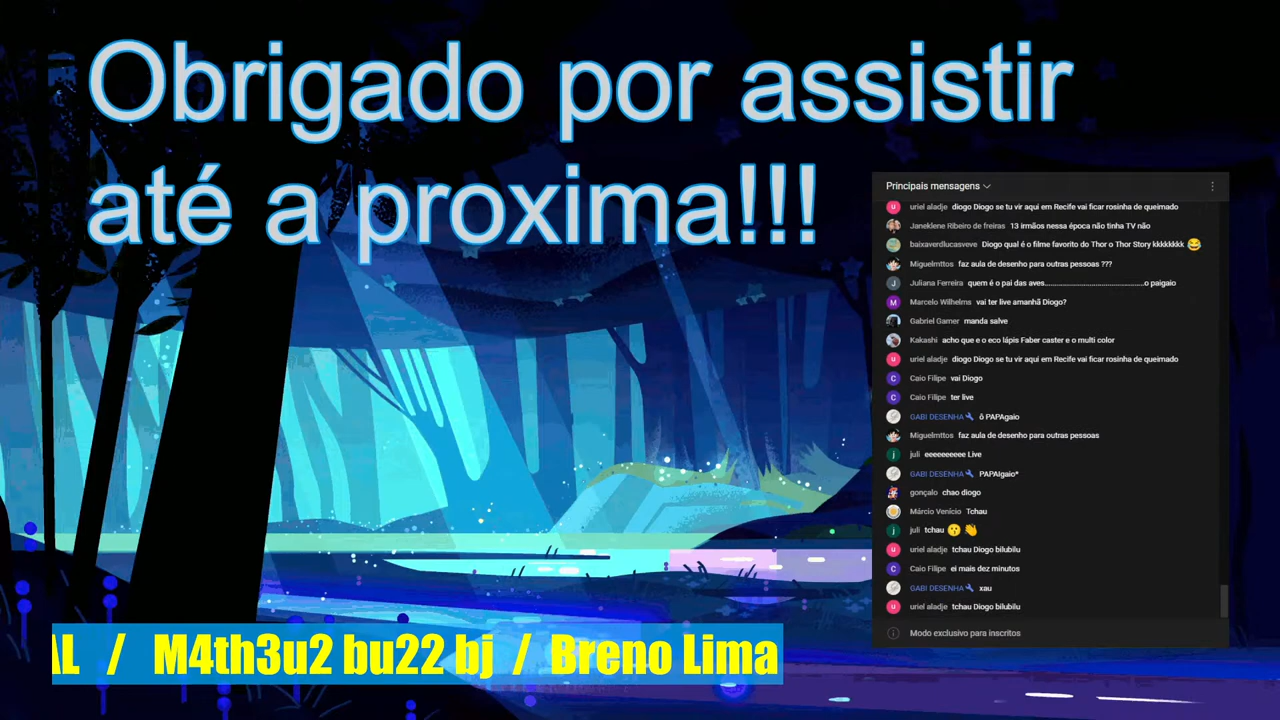 Obrigado por assistir
até a proxima!!!
Principais mensagens
uriel aladje diogo Diogo se tu vir aqui em Recife vai ficar rosinha de queimado
Janeklene Ribeiro de freiras 13 irmãos nessa época não tinha TV não
baixaverdlucasveve Diogo qual é o filme favorito do Thor o Thor Story kkkkkkkk 😂
Miguelmttos faz aula de desenho para outras pessoas ???
J Juliana Ferreira quem é o pai das aves.................................................o paigaio
M Marcelo Wilhelms vai ter live amanhã Diogo?
Gabriel Gamer manda salve
Kakashi acho que e o eco lápis Faber caster e o multi color
u uriel aladje diogo Diogo se tu vir aqui em Recife vai ficar rosinha de queimado
C Caio Filipe vai Diogo
C Caio Filipe ter live
GABI DESENHA ô PAPAgaio
Miguelmttos faz aula de desenho para outras pessoas
j juli eeeeeeeeee Live
GABI DESENHA PAPAIgaio*
gonçalo chao diogo
Márcio Venício Tchau
j juli tchau 😗 👏
u uriel aladje tchau Diogo bilubilu
C Caio Filipe ei mais dez minutos
GABI DESENHA xau
u uriel aladje tchau Diogo bilubilu
Modo exclusivo para inscritos
AL / M4th3u2 bu22 bj / Breno Lima